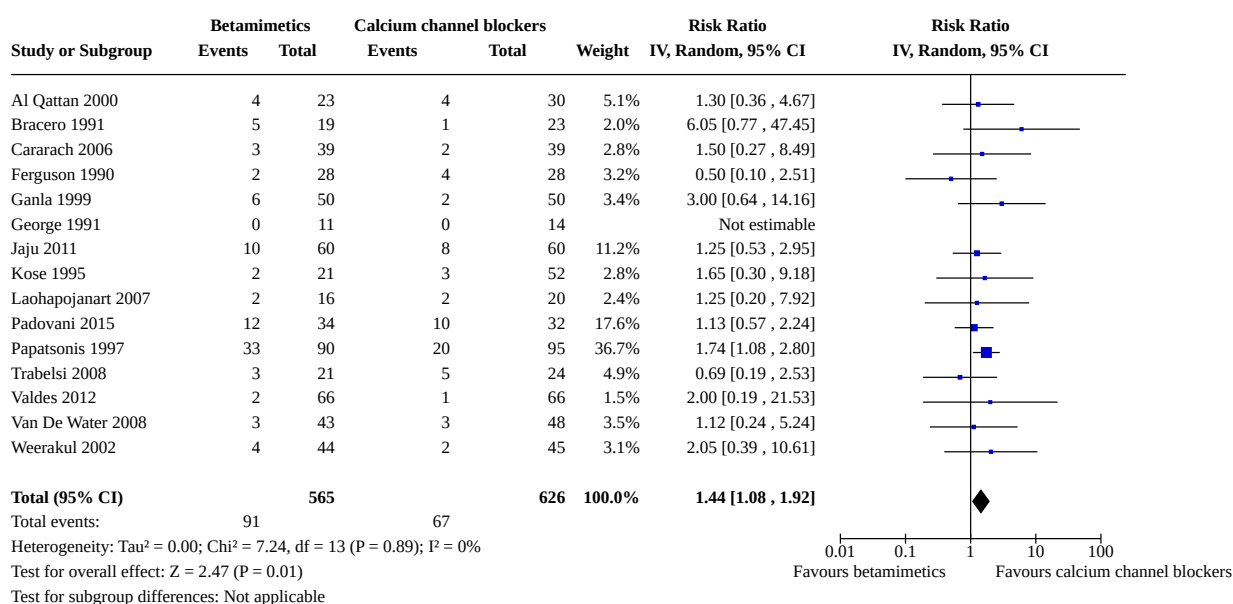 Betamimetics Calcium channel blockers Risk Ratio Risk Ratio
Study or Subgroup Events Total Events Total Weight IV, Random, 95% CI IV, Random, 95% CI
Al Qattan 2000 4 23 4 30 5.1% 1.30 [0.36 , 4.67]
Bracero 1991 5 19 1 23 2.0% 6.05 [0.77 , 47.45]
Cararach 2006 3 39 2 39 2.8% 1.50 [0.27 , 8.49]
Ferguson 1990 2 28 4 28 3.2% 0.50 [0.10 , 2.51]
Ganla 1999 6 50 2 50 3.4% 3.00 [0.64 , 14.16]
George 1991 0 11 0 14 Not estimable
Jaju 2011 10 60 8 60 11.2% 1.25 [0.53 , 2.95]
Kose 1995 2 21 3 52 2.8% 1.65 [0.30 , 9.18]
Laohapojanart 2007 2 16 2 20 2.4% 1.25 [0.20 , 7.92]
Padovani 2015 12 34 10 32 17.6% 1.13 [0.57 , 2.24]
Papatsonis 1997 33 90 20 95 36.7% 1.74 [1.08 , 2.80]
Trabelsi 2008 3 21 5 24 4.9% 0.69 [0.19 , 2.53]
Valdes 2012 2 66 1 66 1.5% 2.00 [0.19 , 21.53]
Van De Water 2008 3 43 3 48 3.5% 1.12 [0.24 , 5.24]
Weerakul 2002 4 44 2 45 3.1% 2.05 [0.39 , 10.61]
Total (95% CI) 565 626 100.0% 1.44 [1.08 , 1.92]
Total events: 91 67
Heterogeneity: Tau² = 0.00; Chi² = 7.24, df = 13 (P = 0.89); I² = 0%
0.01 0.1 1 10 100
Test for overall effect: Z = 2.47 (P = 0.01) Favours betamimetics Favours calcium channel blockers
Test for subgroup differences: Not applicable